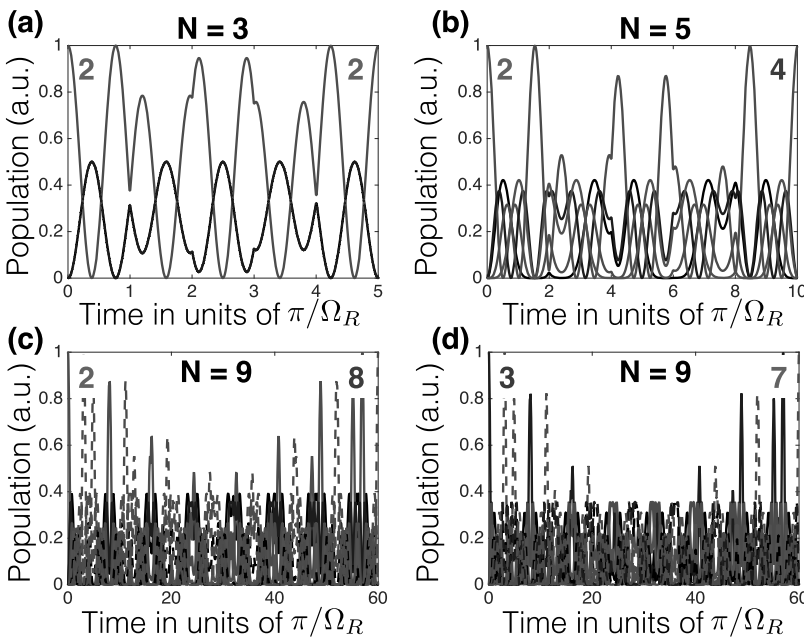 (a) N = 3
2 2
Population (a.u.)
1
0.8
0.6
0.4
0.2
0
0 1 2 3 4 5
Time in units of π/Ω_R
(b) N = 5
2 4
Population (a.u.)
1
0.8
0.6
0.4
0.2
0
0 2 4 6 8 10
Time in units of π/Ω_R
(c)
2 N = 9 8
Population (a.u.)
1
0.8
0.6
0.4
0.2
0
0 20 40 60
Time in units of π/Ω_R
(d)
3 N = 9 7
Population (a.u.)
1
0.8
0.6
0.4
0.2
0
0 20 40 60
Time in units of π/Ω_R